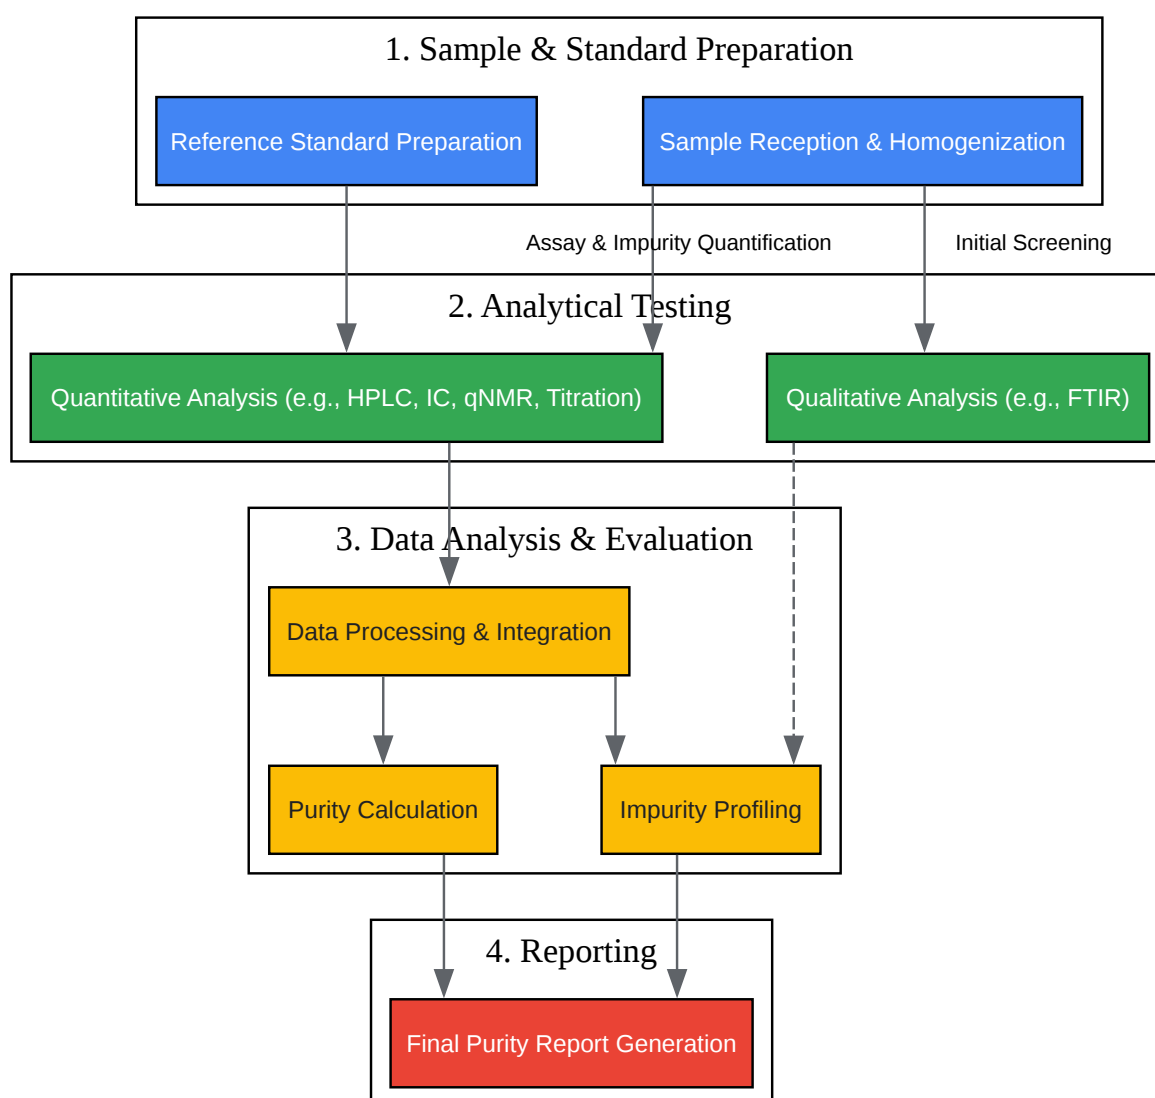 1. Sample & Standard Preparation
Reference Standard Preparation
Sample Reception & Homogenization
Assay & Impurity Quantification
Initial Screening
2. Analytical Testing
Quantitative Analysis (e.g., HPLC, IC, qNMR, Titration)
Qualitative Analysis (e.g., FTIR)
3. Data Analysis & Evaluation
Data Processing & Integration
Purity Calculation
Impurity Profiling
4. Reporting
Final Purity Report Generation